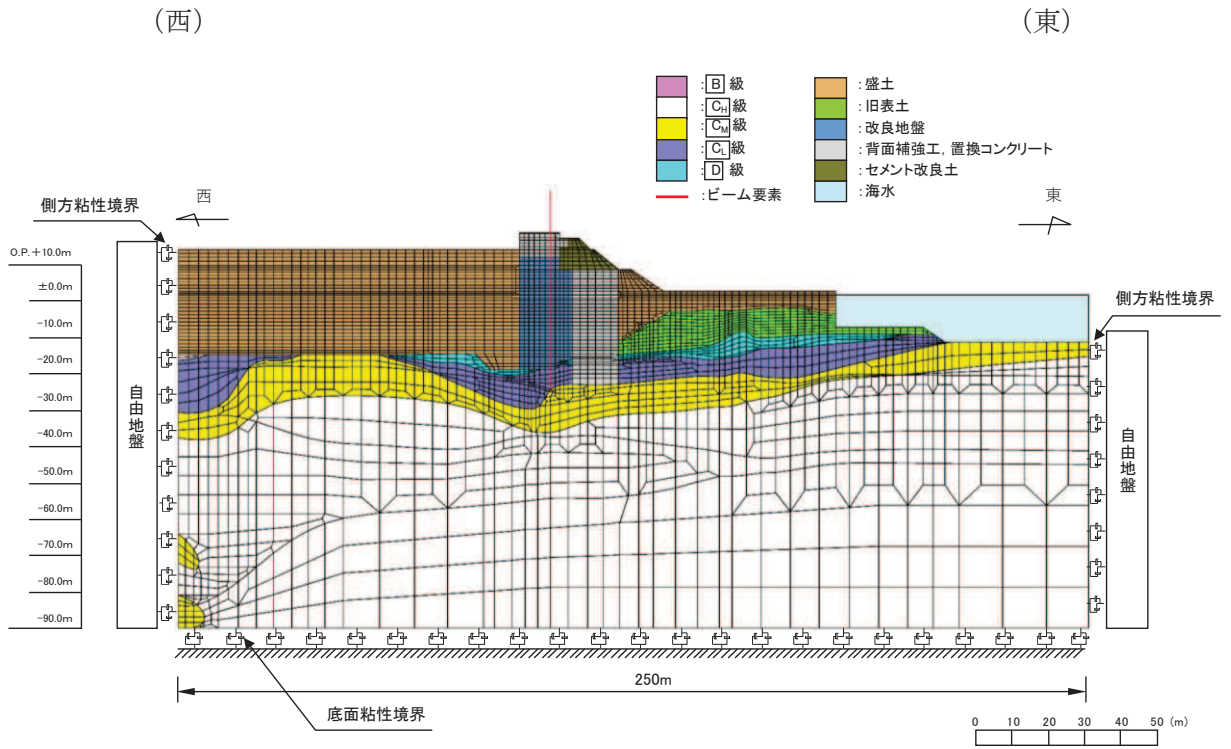 (西)
(東)
:B 級
:CH級
:CM級
:CL級
:D 級
:ビーム要素
:盛土
:旧表土
:改良地盤
:背面補強工，置換コンクリート
:セメント改良土
:海水
側方粘性境界
西
東
O.P.+10.0m
±0.0m
-10.0m
-20.0m
-30.0m
-40.0m
-50.0m
-60.0m
-70.0m
-80.0m
-90.0m
自由地盤
側方粘性境界
自由地盤
250m
底面粘性境界
0 10 20 30 40 50 (m)